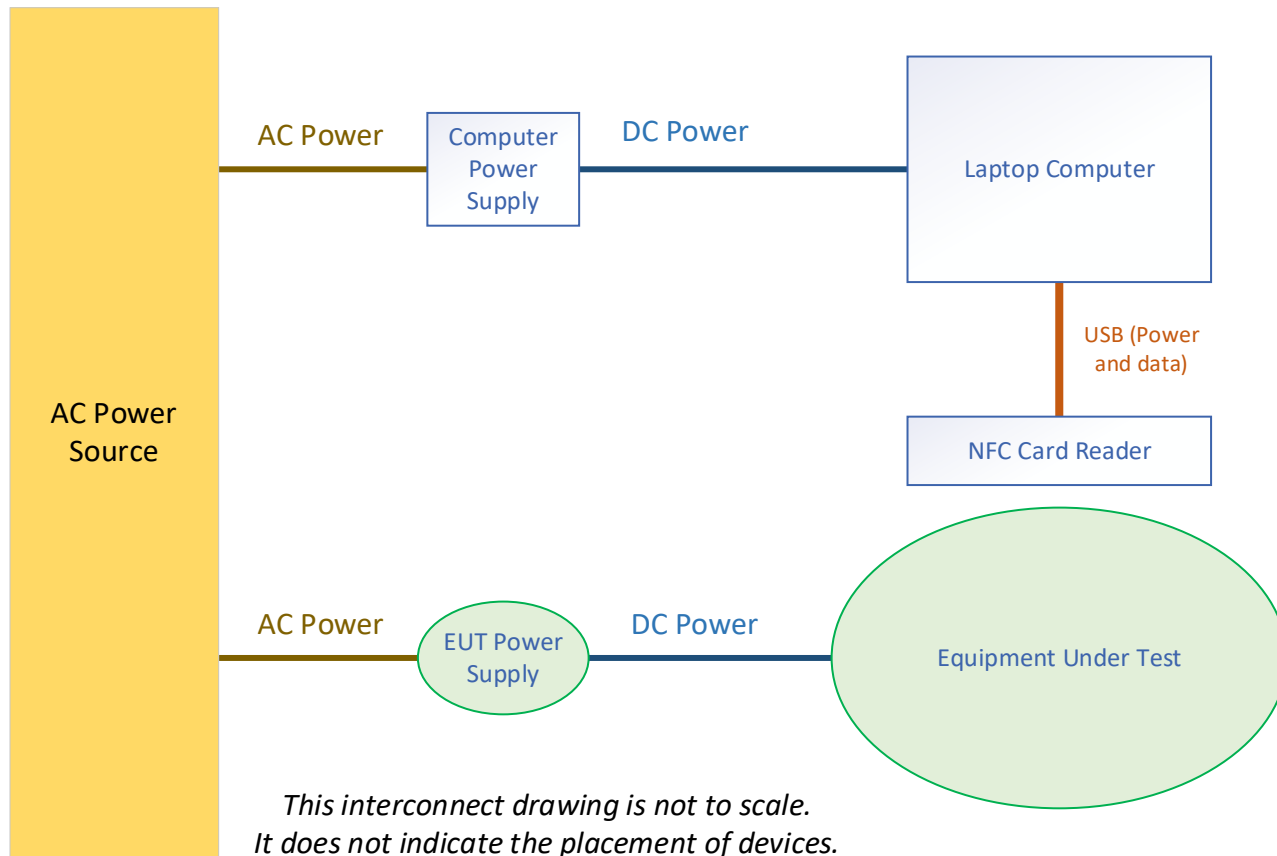 AC Power
Computer
Power
Supply
DC Power
Laptop Computer
USB (Power
and data)
AC Power
Source
NFC Card Reader
AC Power
EUT Power
Supply
DC Power
Equipment Under Test
This interconnect drawing is not to scale.
It does not indicate the placement of devices.